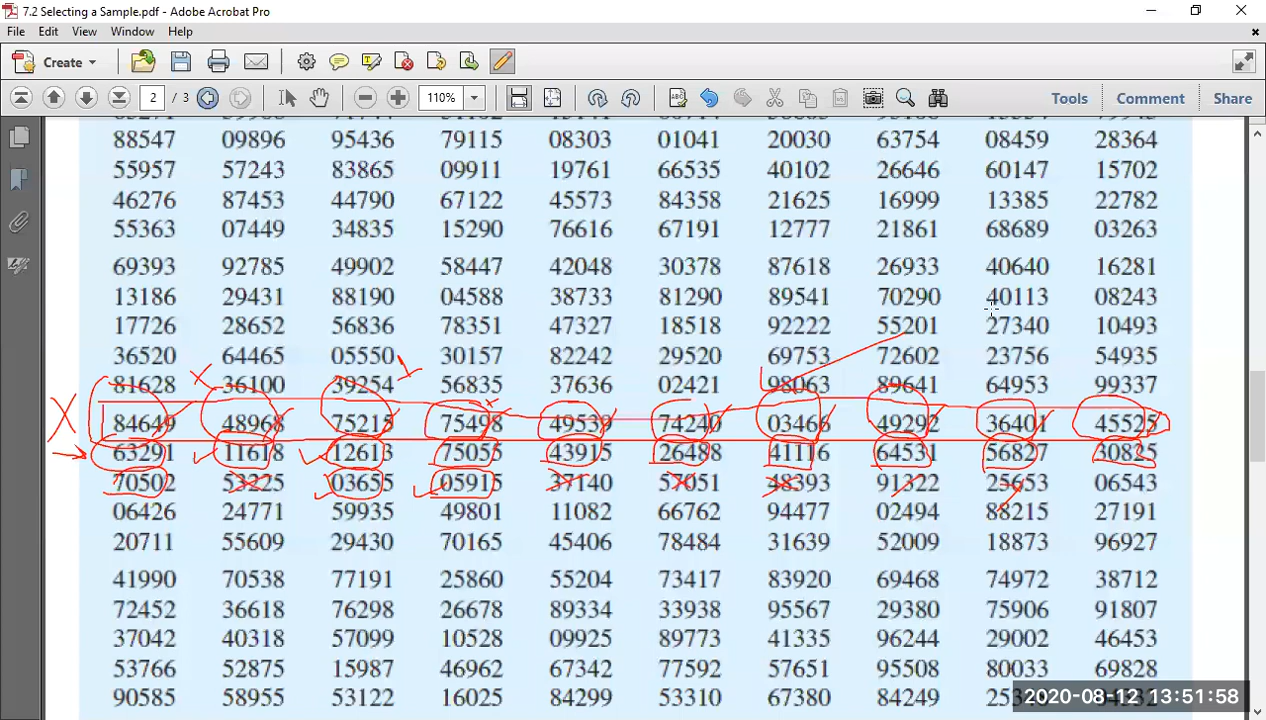 7.2 Selecting a Sample.pdf - Adobe Acrobat Pro
File Edit View Window Help
Create
2 / 3 110% Tools Comment Share
88547 09896 95436 79115 08303 01041 20030 63754 08459 28364
55957 57243 83865 09911 19761 66535 40102 26646 60147 15702
46276 87453 44790 67122 45573 84358 21625 16999 13385 22782
55363 07449 34835 15290 76616 67191 12777 21861 68689 03263
69393 92785 49902 58447 42048 30378 87618 26933 40640 16281
13186 29431 88190 04588 38733 81290 89541 70290 40113 08243
17726 28652 56836 78351 47327 18518 92222 55201 27340 10493
36520 64465 05550 30157 82242 29520 69753 72602 23756 54935
81628 36100 39254 56835 37636 02421 98063 89641 64953 99337
84649 48968 75215 75498 49539 74240 03466 49292 36401 45525
63291 11618 12613 75055 43915 26488 41116 64531 56827 30825
70502 53225 03655 05915 37140 57051 48393 91322 25653 06543
06426 24771 59935 49801 11082 66762 94477 02494 88215 27191
20711 55609 29430 70165 45406 78484 31639 52009 18873 96927
41990 70538 77191 25860 55204 73417 83920 69468 74972 38712
72452 36618 76298 26678 89334 33938 95567 29380 75906 91807
37042 40318 57099 10528 09925 89773 41335 96244 29002 46453
53766 52875 15987 46962 67342 77592 57651 95508 80033 69828
90585 58955 53122 16025 84299 53310 67380 84249
2020-08-12 13:51:58